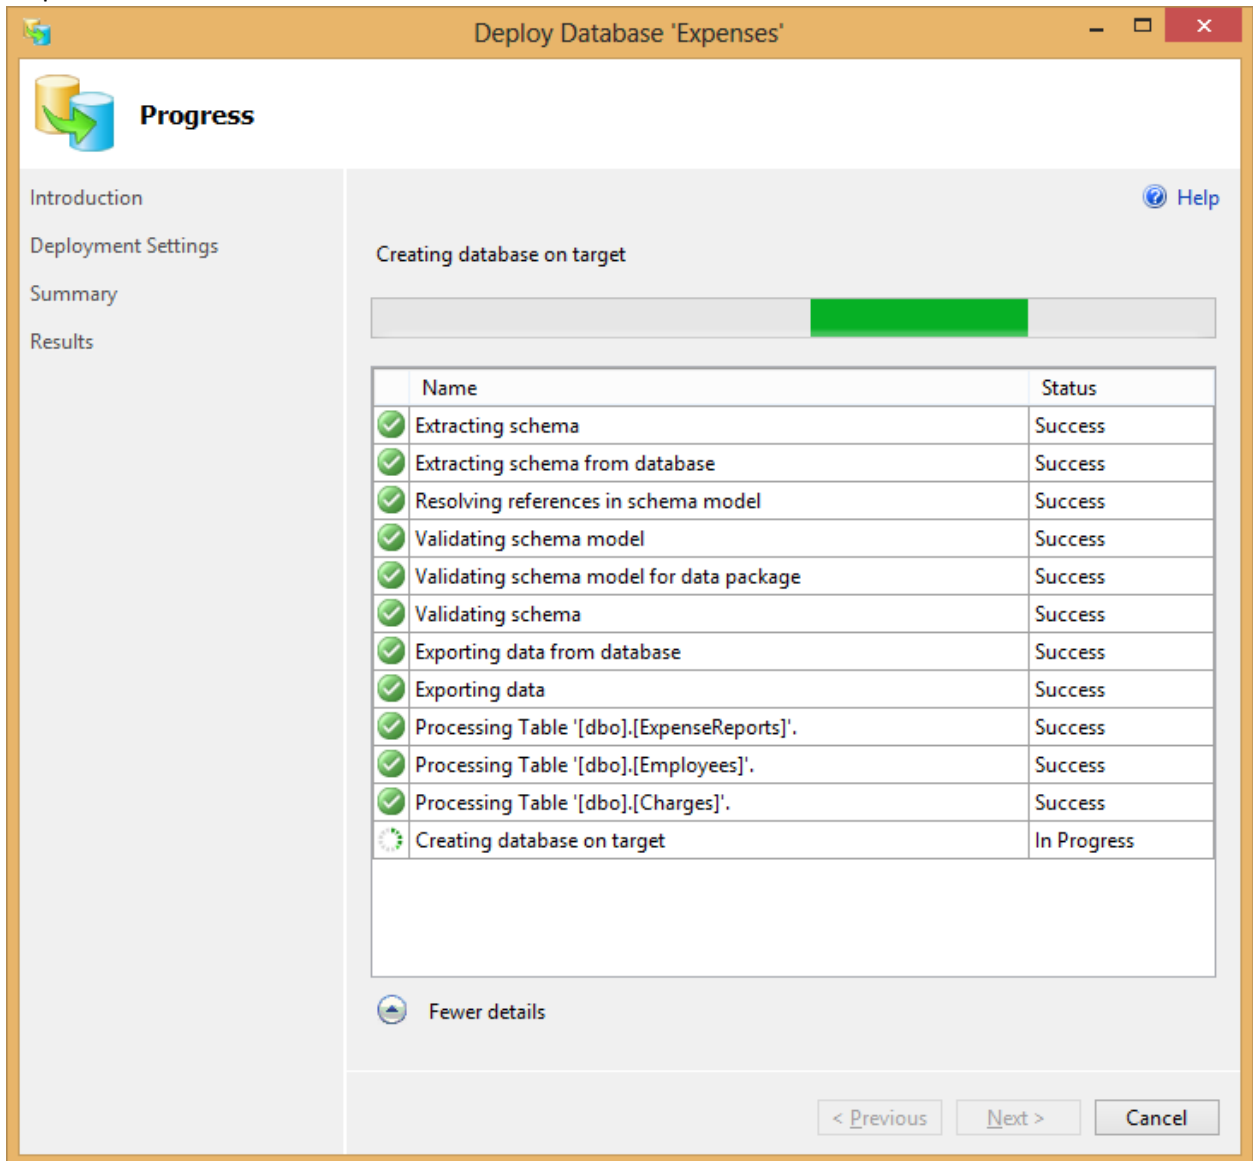 Deploy Database 'Expenses'
Progress
Introduction
Deployment Settings
Summary
Results
Help
Creating database on target
Name Status
Extracting schema Success
Extracting schema from database Success
Resolving references in schema model Success
Validating schema model Success
Validating schema model for data package Success
Validating schema Success
Exporting data from database Success
Exporting data Success
Processing Table '[dbo].[ExpenseReports]'. Success
Processing Table '[dbo].[Employees]'. Success
Processing Table '[dbo].[Charges]'. Success
Creating database on target In Progress
Fewer details
< Previous Next > Cancel